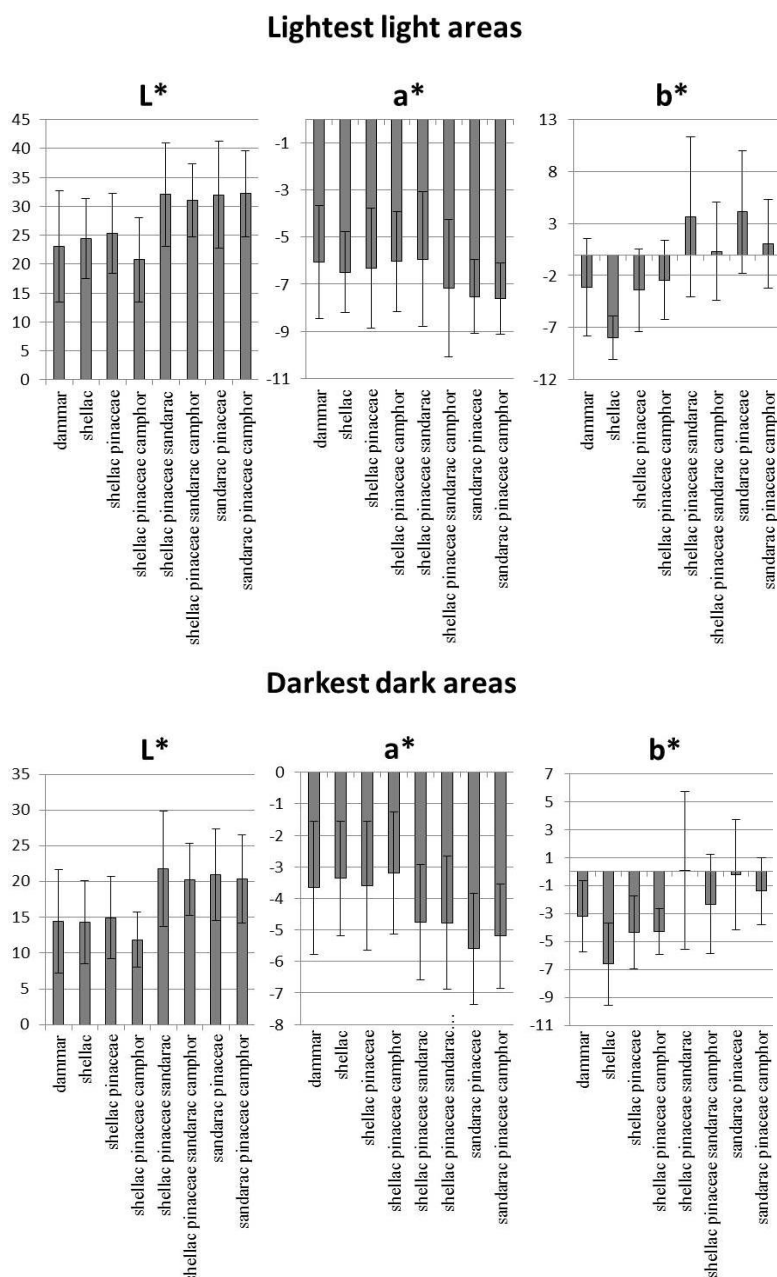 Lightest light areas
L*
45
40
35
30
25
20
15
10
5
0
dammar
shellac
shellac pinaceae
shellac pinaceae camphor
shellac pinaceae sandarac
shellac pinaceae sandarac camphor
sandarac pinaceae
sandarac pinaceae camphor
a*
-1
-3
-5
-7
-9
-11
dammar
shellac
shellac pinaceae
shellac pinaceae camphor
shellac pinaceae sandarac
shellac pinaceae sandarac camphor
sandarac pinaceae
sandarac pinaceae camphor
b*
13
8
3
-2
-7
-12
dammar
shellac
shellac pinaceae
shellac pinaceae camphor
shellac pinaceae sandarac
shellac pinaceae sandarac camphor
sandarac pinaceae
sandarac pinaceae camphor
Darkest dark areas
L*
35
30
25
20
15
10
5
0
dammar
shellac
shellac pinaceae
shellac pinaceae camphor
shellac pinaceae sandarac
shellac pinaceae sandarac camphor
sandarac pinaceae
sandarac pinaceae camphor
a*
0
-1
-2
-3
-4
-5
-6
-7
-8
dammar
shellac
shellac pinaceae
shellac pinaceae camphor
shellac pinaceae sandarac
shellac pinaceae sandarac…
sandarac pinaceae
sandarac pinaceae camphor
b*
7
5
3
1
-1
-3
-5
-7
-9
-11
dammar
shellac
shellac pinaceae
shellac pinaceae camphor
shellac pinaceae sandarac
shellac pinaceae sandarac camphor
sandarac pinaceae
sandarac pinaceae camphor